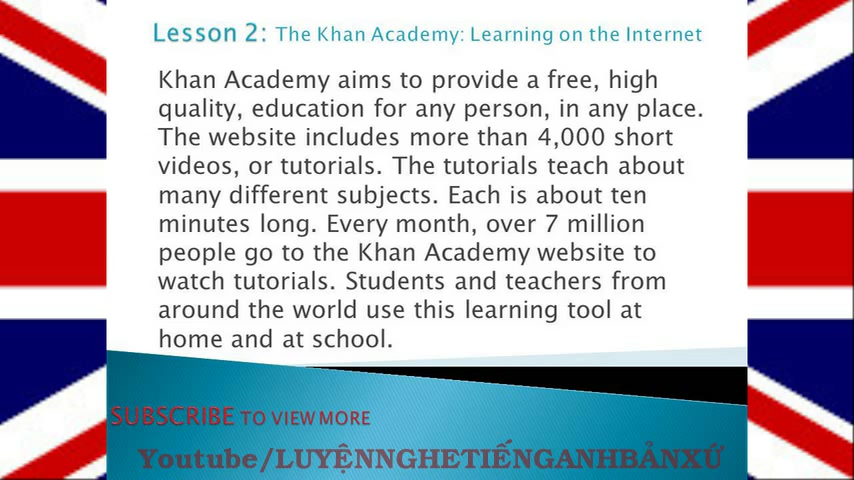 Lesson 2: The Khan Academy: Learning on the Internet
Khan Academy aims to provide a free, high
quality, education for any person, in any place.
The website includes more than 4,000 short
videos, or tutorials. The tutorials teach about
many different subjects. Each is about ten
minutes long. Every month, over 7 million
people go to the Khan Academy website to
watch tutorials. Students and teachers from
around the world use this learning tool at
home and at school.
SUBSCRIBE TO VIEW MORE
Youtube/LUYỆNNGHETIẾNGANHBẢNXỨ